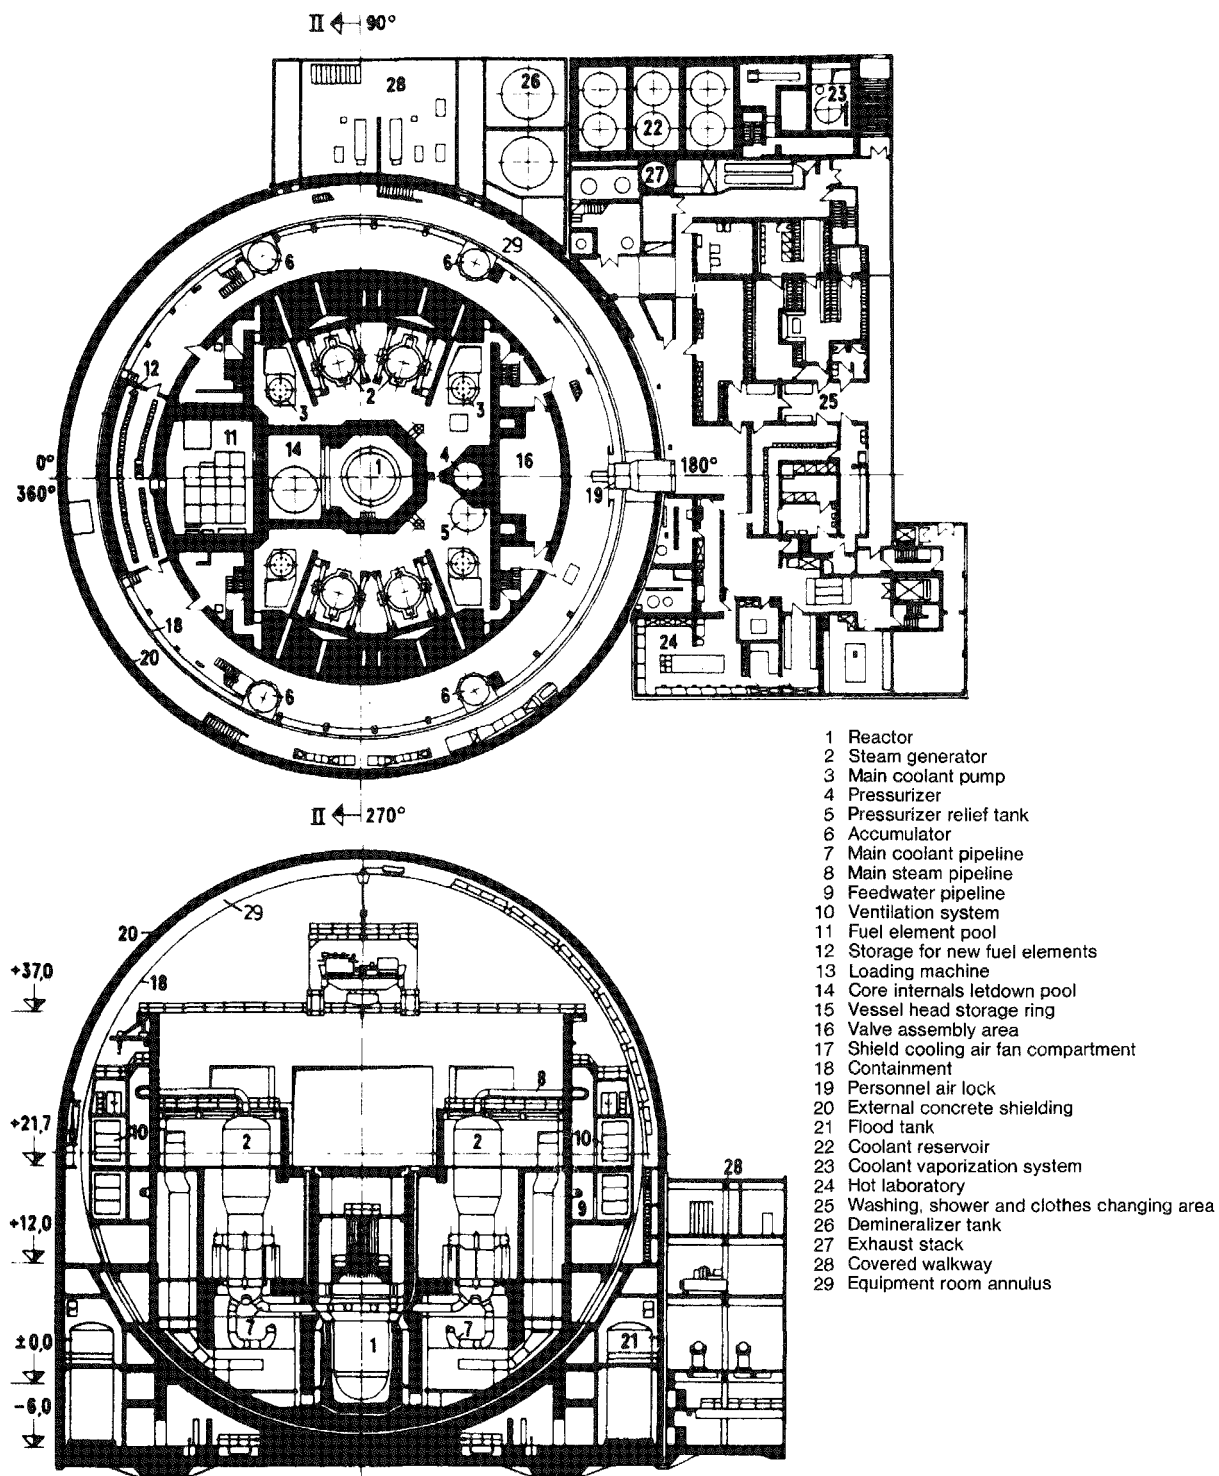 II 90°
28
26
22
23
27
29
6
6
12
2
3
3
25
11
14
1
4
16
0°
360°
180°
19
5
18
20
24
6
6
II 270°
1 Reactor
2 Steam generator
3 Main coolant pump
4 Pressurizer
5 Pressurizer relief tank
6 Accumulator
7 Main coolant pipeline
8 Main steam pipeline
9 Feedwater pipeline
10 Ventilation system
11 Fuel element pool
12 Storage for new fuel elements
13 Loading machine
14 Core internals letdown pool
15 Vessel head storage ring
16 Valve assembly area
17 Shield cooling air fan compartment
18 Containment
19 Personnel air lock
20 External concrete shielding
21 Flood tank
22 Coolant reservoir
23 Coolant vaporization system
24 Hot laboratory
25 Washing, shower and clothes changing area
26 Demineralizer tank
27 Exhaust stack
28 Covered walkway
29 Equipment room annulus
29
20
+37,0
18
8
+21,7
10
2
2
10
28
9
+12,0
7
7
±0,0
1
21
-6,0